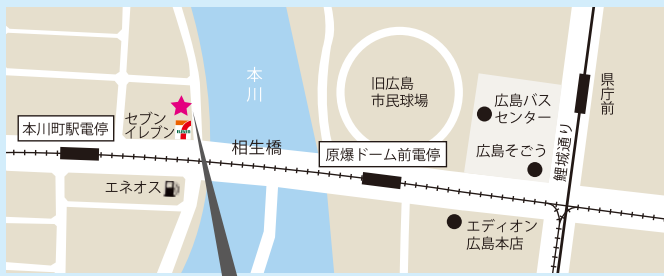 本川
旧広島
市民球場
県庁前
広島バス
センター
セブン
イレブン
本川町駅電停
相生橋
原爆ドーム前電停
広島そごう
鯉城通り
エネオス
エディオン
広島本店